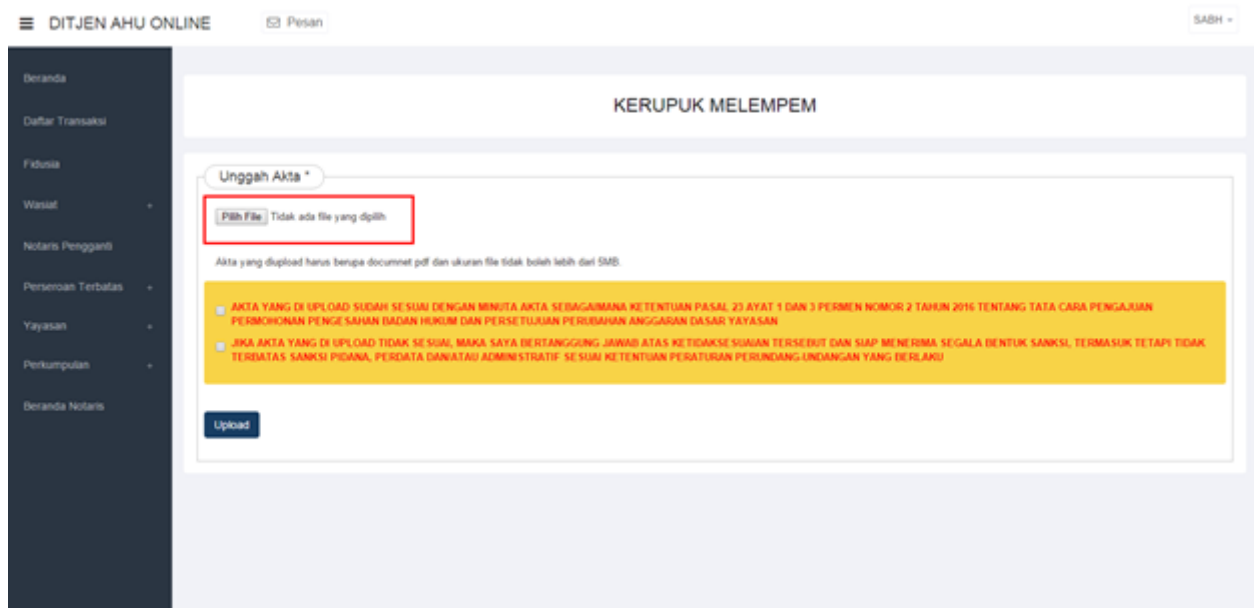 DITJEN AHU ONLINE
Pesan
SABH
Beranda
Daftar Transaksi
Fidusia
Wasiat +
Notaris Pengganti
Perseroan Terbatas +
Yayasan +
Perkumpulan +
Beranda Notaris
KERUPUK MELEMPEM
Unggah Akta *
Pilih File Tidak ada file yang dipilih
Akta yang diupload harus berupa documnet pdf dan ukuran file tidak boleh lebih dari 5MB.
AKTA YANG DI UPLOAD SUDAH SESUAI DENGAN MINUTA AKTA SEBAGAIMANA KETENTUAN PASAL 23 AYAT 1 DAN 3 PERMEN NOMOR 2 TAHUN 2016 TENTANG TATA CARA PENGAJUAN
PERMOHONAN PENGESAHAN BADAN HUKUM DAN PERSETUJUAN PERUBAHAN ANGGARAN DASAR YAYASAN
JIKA AKTA YANG DI UPLOAD TIDAK SESUAI, MAKA SAYA BERTANGGUNG JAWAB ATAS KETIDAKSESUAIAN TERSEBUT DAN SIAP MENERIMA SEGALA BENTUK SANKSI, TERMASUK TETAPI TIDAK
TERBATAS SANKSI PIDANA, PERDATA DAN/ATAU ADMINISTRATIF SESUAI KETENTUAN PERATURAN PERUNDANG-UNDANGAN YANG BERLAKU
Upload